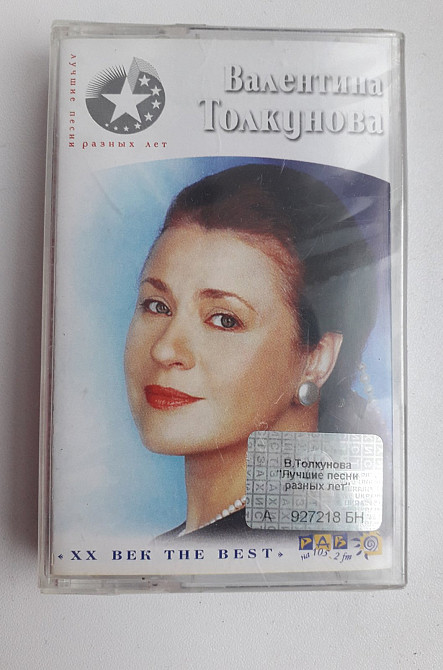 лучшие песни
разных лет
Валентина
Толкунова
В.Толкунова
"Лучшие песни
разных лет"
А 927218 БН
« XX ВЕК THE BEST »
на 103.2 fm